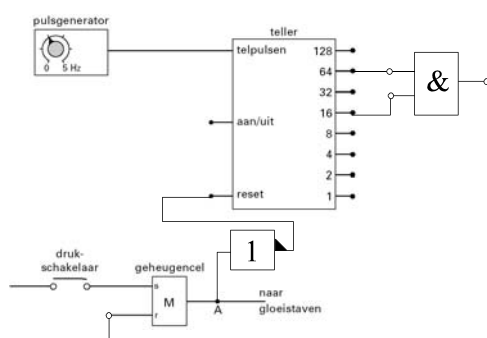 pulsgenerator
0 5 Hz
teller
telpulsen
aan/uit
reset
128
64
32
16
8
4
2
1
&
1
druk-
schakelaar
geheugencel
s
M
r
A
naar
gloeistaven